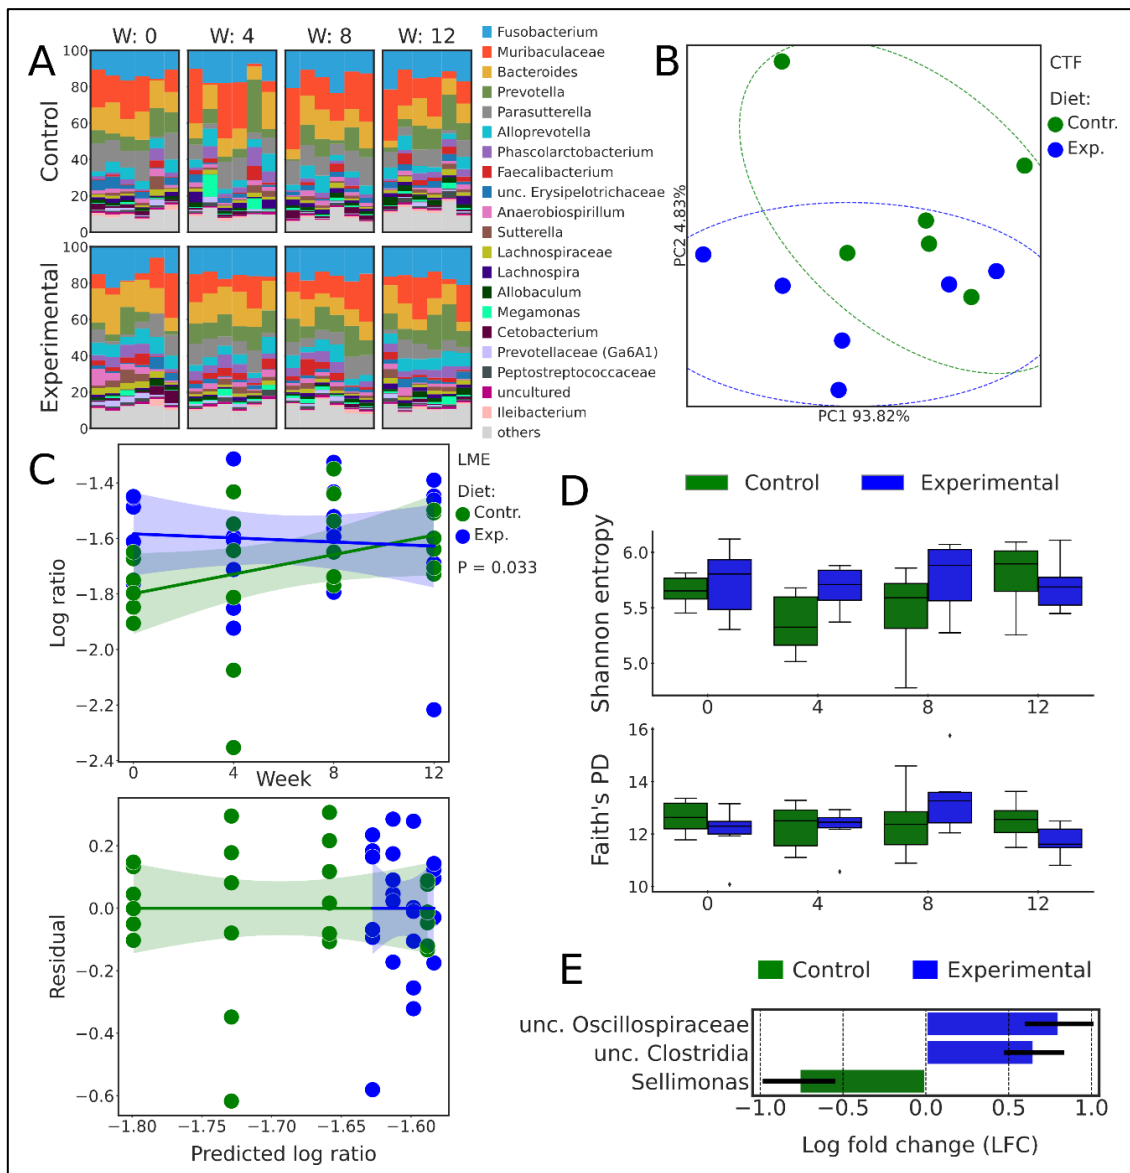 A
W: 0 W: 4 W: 8 W: 12
100
80
60
40
20
0
Control
100
80
60
40
20
0
Experimental
Fusobacterium
Muribaculaceae
Bacteroides
Prevotella
Parasutterella
Alloprevotella
Phascolarctobacterium
Faecalibacterium
unc. Erysipelotrichaceae
Anaerobiospirillum
Sutterella
Lachnospiraceae
Lachnospira
Allobaculum
Megamonas
Cetobacterium
Prevotellaceae (Ga6A1)
Peptostreptococcaceae
uncultured
Ileibacterium
others
B
CTF
Diet:
Contr.
Exp.
PC2 4.83%
PC1 93.82%
C
LME
Diet:
Contr.
Exp.
P = 0.033
−1.4
−1.6
−1.8
−2.0
−2.2
−2.4
Log ratio
0 4 8 12
Week
0.2
0.0
−0.2
−0.4
−0.6
Residual
−1.80 −1.75 −1.70 −1.65 −1.60
Predicted log ratio
D
Control Experimental
6.0
5.5
5.0
Shannon entropy
0 4 8 12
16
14
12
10
Faith's PD
0 4 8 12
E
Control Experimental
unc. Oscillospiraceae
unc. Clostridia
Sellimonas
−1.0 −0.5 0.0 0.5 1.0
Log fold change (LFC)